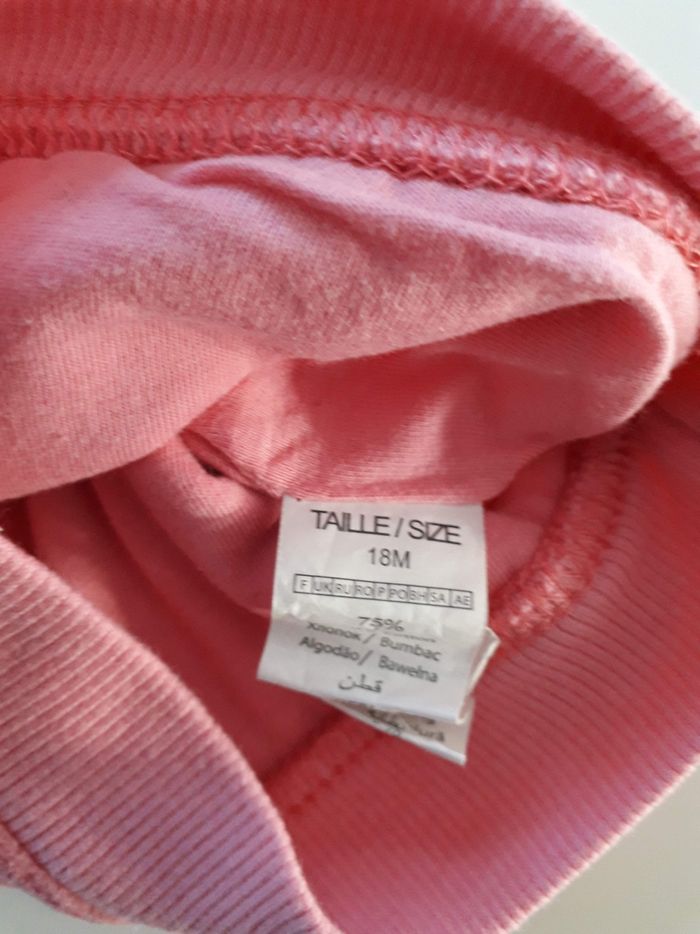 TAILLE / SIZE
18M
F UK RU RO P PO BH SA AE
75%
Хлопок / Bumbac
Algodão / Bawełna
قطن